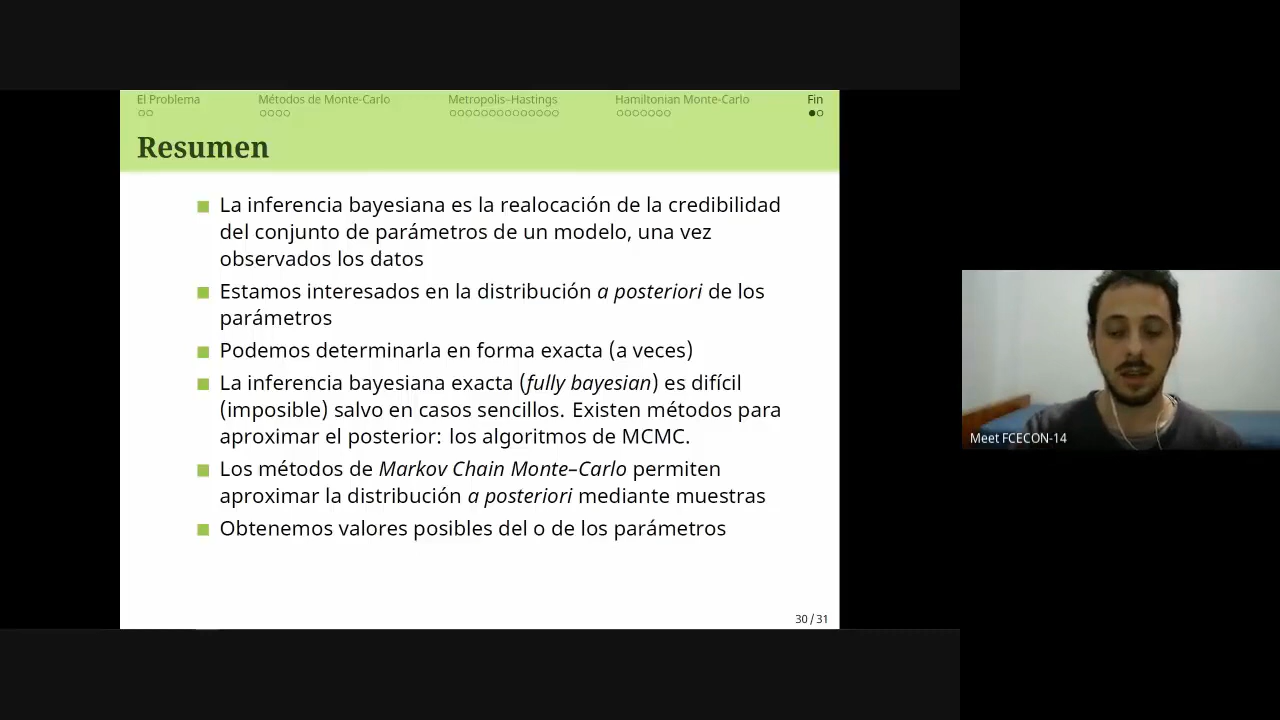 El Problema
Métodos de Monte-Carlo
Metropolis–Hastings
Hamiltonian Monte-Carlo
Fin
Resumen
La inferencia bayesiana es la realocación de la credibilidad
del conjunto de parámetros de un modelo, una vez
observados los datos
Estamos interesados en la distribución a posteriori de los
parámetros
Podemos determinarla en forma exacta (a veces)
La inferencia bayesiana exacta (fully bayesian) es difícil
(imposible) salvo en casos sencillos. Existen métodos para
aproximar el posterior: los algoritmos de MCMC.
Los métodos de Markov Chain Monte–Carlo permiten
aproximar la distribución a posteriori mediante muestras
Obtenemos valores posibles del o de los parámetros
30 / 31
Meet FCECON-14